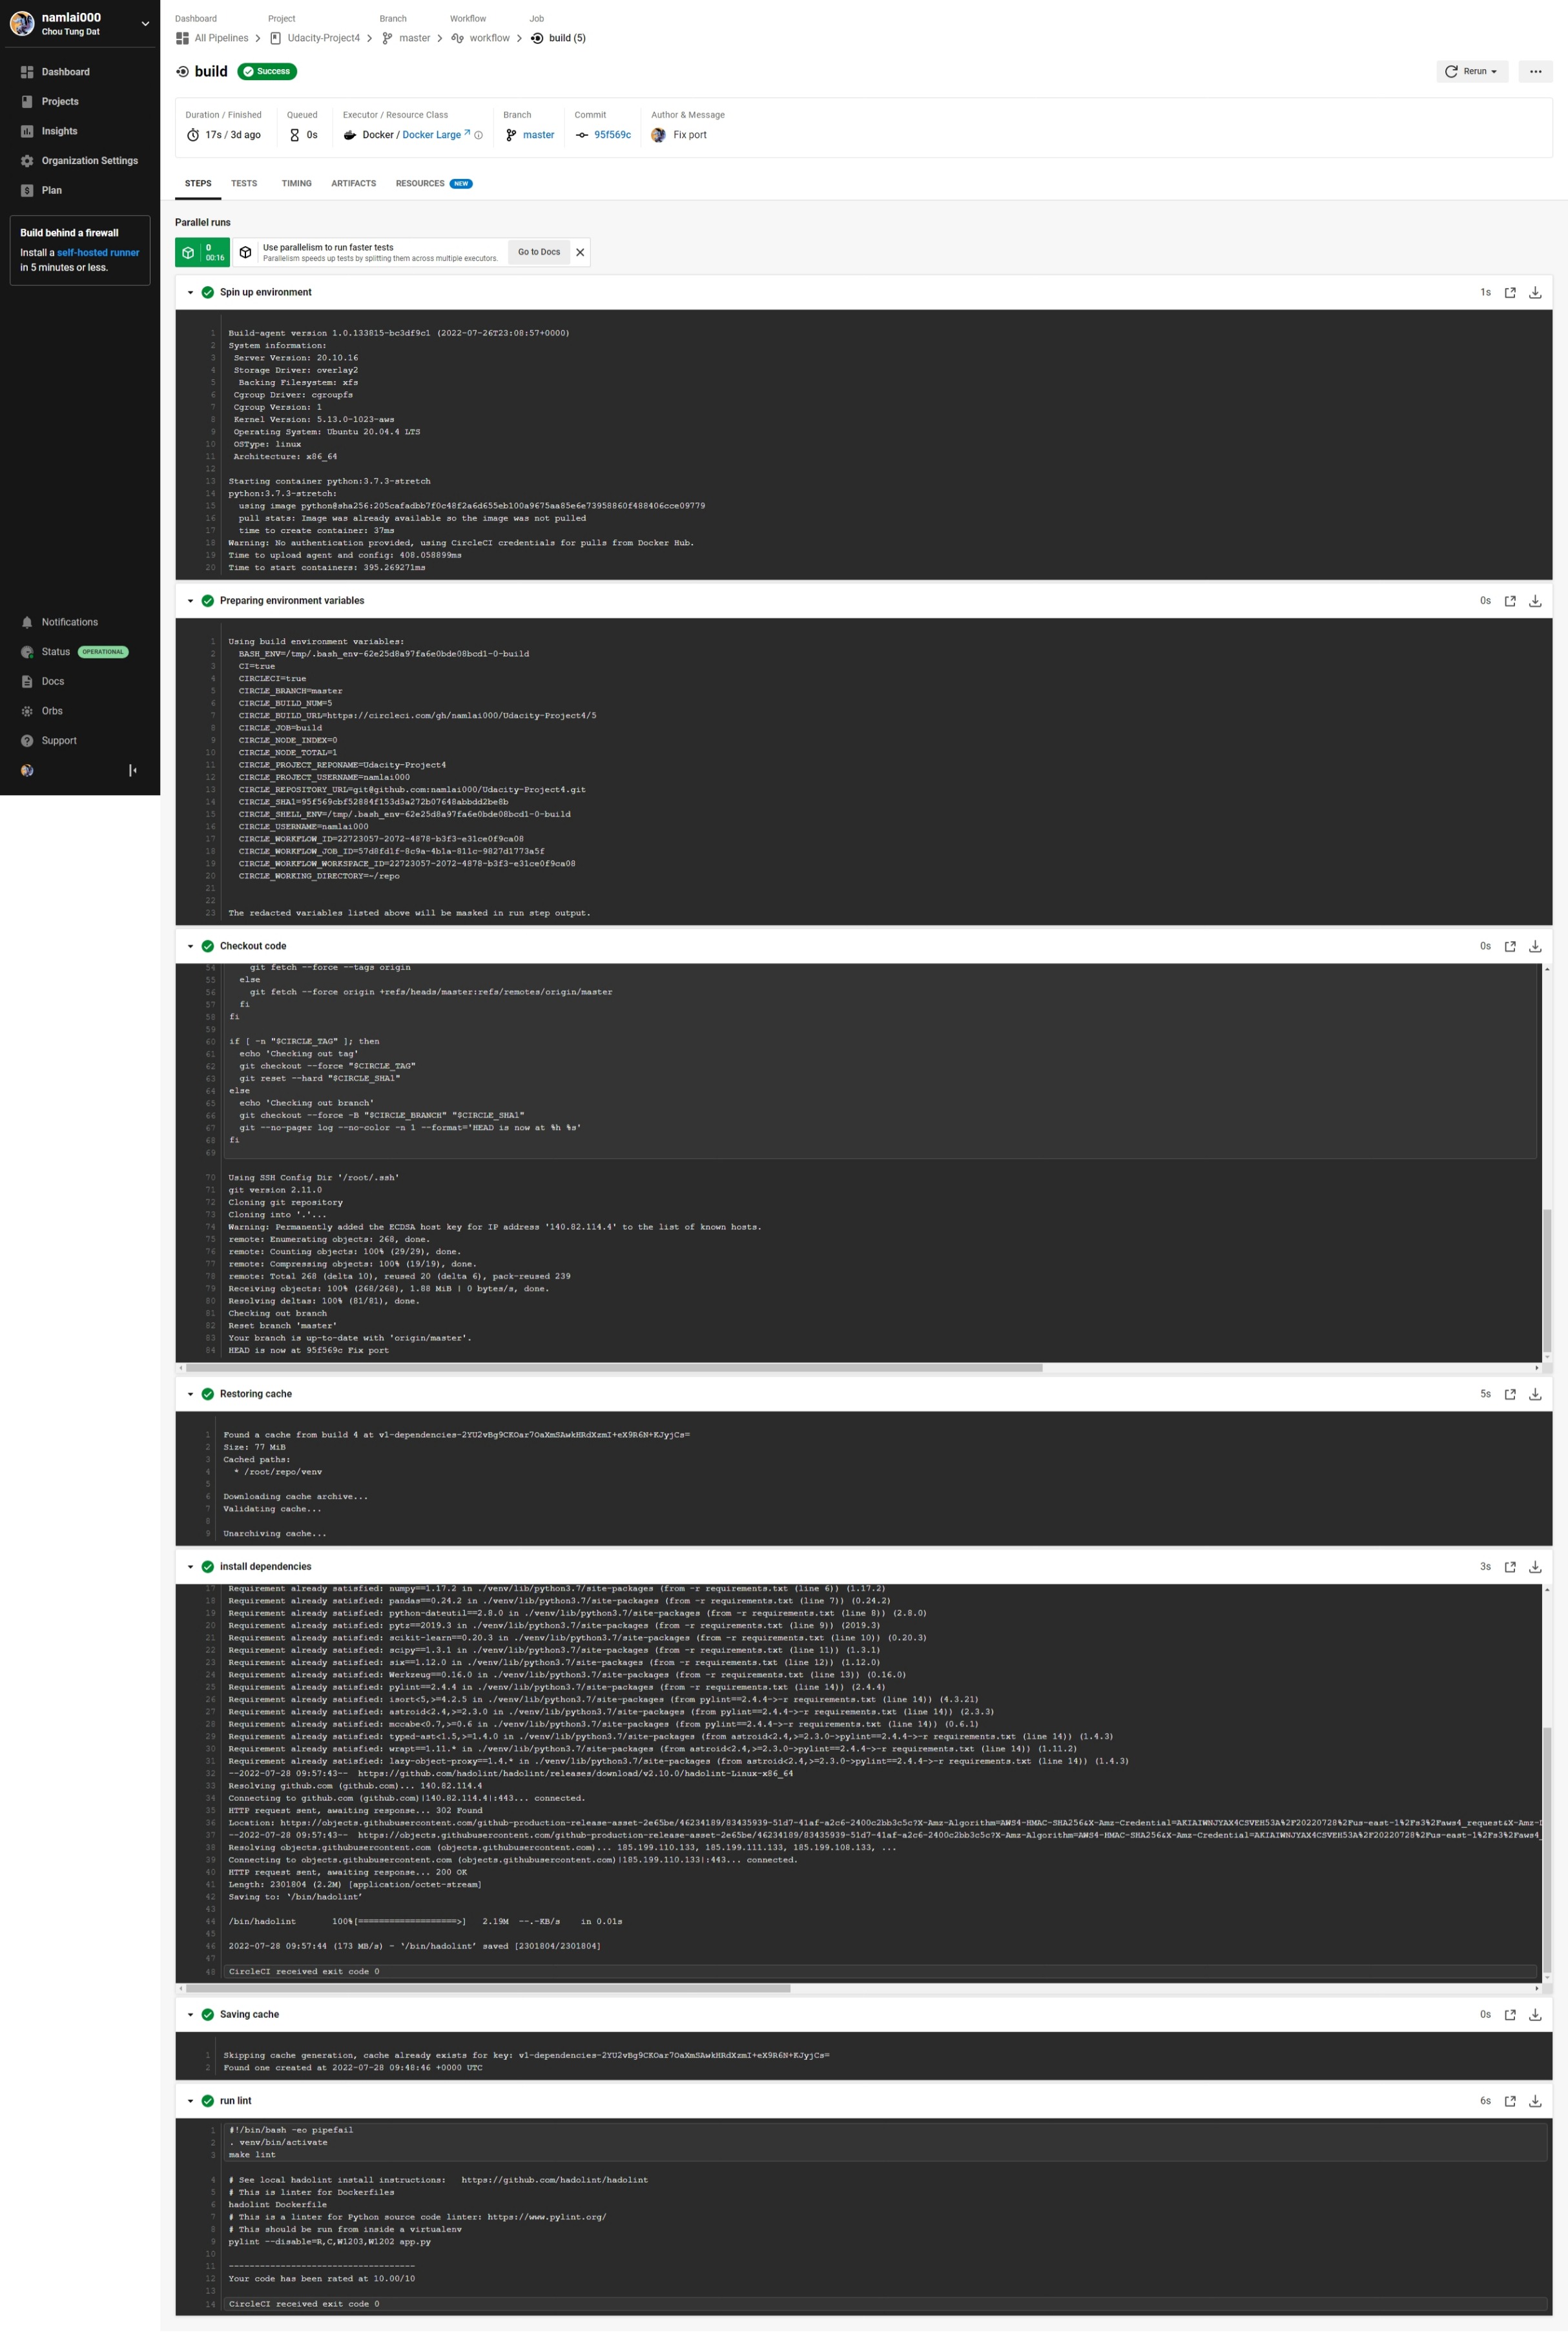 namlai000
Chou Tung Dat
Dashboard
Projects
Insights
Organization Settings
Plan
Build behind a firewall
Install a self-hosted runner
in 5 minutes or less.
Notifications
Status OPERATIONAL
Docs
Orbs
Support
Dashboard Project Branch Workflow Job
All Pipelines Udacity-Project4 master workflow build (5)
build Success
Rerun
Duration / Finished Queued Executor / Resource Class Branch Commit Author & Message
17s / 3d ago 0s Docker / Docker Large master 95f569c Fix port
STEPS TESTS TIMING ARTIFACTS RESOURCES NEW
Parallel runs
0
00:16
Use parallelism to run faster tests
Parallelism speeds up tests by splitting them across multiple executors.
Go to Docs
Spin up environment 1s
1 Build-agent version 1.0.133815-bc3df9c1 (2022-07-26T23:08:57+0000)
2 System information:
3 Server Version: 20.10.16
4 Storage Driver: overlay2
5 Backing Filesystem: xfs
6 Cgroup Driver: cgroupfs
7 Cgroup Version: 1
8 Kernel Version: 5.13.0-1023-aws
9 Operating System: Ubuntu 20.04.4 LTS
10 OSType: linux
11 Architecture: x86_64
12
13 Starting container python:3.7.3-stretch
14 python:3.7.3-stretch:
15 using image python@sha256:205cafadbb7f0c48f2a6d655eb100a9675aa85e6e73958860f488406cce09779
16 pull stats: Image was already available so the image was not pulled
17 time to create container: 37ms
18 Warning: No authentication provided, using CircleCI credentials for pulls from Docker Hub.
19 Time to upload agent and config: 408.058899ms
20 Time to start containers: 395.269271ms
Preparing environment variables 0s
1 Using build environment variables:
2 BASH_ENV=/tmp/.bash_env-62e25d8a97fa6e0bde08bcd1-0-build
3 CI=true
4 CIRCLECI=true
5 CIRCLE_BRANCH=master
6 CIRCLE_BUILD_NUM=5
7 CIRCLE_BUILD_URL=https://circleci.com/gh/namlai000/Udacity-Project4/5
8 CIRCLE_JOB=build
9 CIRCLE_NODE_INDEX=0
10 CIRCLE_NODE_TOTAL=1
11 CIRCLE_PROJECT_REPONAME=Udacity-Project4
12 CIRCLE_PROJECT_USERNAME=namlai000
13 CIRCLE_REPOSITORY_URL=git@github.com:namlai000/Udacity-Project4.git
14 CIRCLE_SHA1=95f569cbf52884f153d3a272b07648abbdd2be8b
15 CIRCLE_SHELL_ENV=/tmp/.bash_env-62e25d8a97fa6e0bde08bcd1-0-build
16 CIRCLE_USERNAME=namlai000
17 CIRCLE_WORKFLOW_ID=22723057-2072-4878-b3f3-e31ce0f9ca08
18 CIRCLE_WORKFLOW_JOB_ID=57d8fd1f-8c9a-4b1a-811c-9827d1773a5f
19 CIRCLE_WORKFLOW_WORKSPACE_ID=22723057-2072-4878-b3f3-e31ce0f9ca08
20 CIRCLE_WORKING_DIRECTORY=~/repo
21
22
23 The redacted variables listed above will be masked in run step output.
Checkout code 0s
54 git fetch --force --tags origin
55 else
56 git fetch --force origin +refs/heads/master:refs/remotes/origin/master
57 fi
58 fi
59
60 if [ -n "$CIRCLE_TAG" ]; then
61 echo 'Checking out tag'
62 git checkout --force "$CIRCLE_TAG"
63 git reset --hard "$CIRCLE_SHA1"
64 else
65 echo 'Checking out branch'
66 git checkout --force -B "$CIRCLE_BRANCH" "$CIRCLE_SHA1"
67 git --no-pager log --no-color -n 1 --format='HEAD is now at %h %s'
68 fi
69
70 Using SSH Config Dir '/root/.ssh'
71 git version 2.11.0
72 Cloning git repository
73 Cloning into '.'...
74 Warning: Permanently added the ECDSA host key for IP address '140.82.114.4' to the list of known hosts.
75 remote: Enumerating objects: 268, done.
76 remote: Counting objects: 100% (29/29), done.
77 remote: Compressing objects: 100% (19/19), done.
78 remote: Total 268 (delta 10), reused 20 (delta 6), pack-reused 239
79 Receiving objects: 100% (268/268), 1.88 MiB | 0 bytes/s, done.
80 Resolving deltas: 100% (81/81), done.
81 Checking out branch
82 Reset branch 'master'
83 Your branch is up-to-date with 'origin/master'.
84 HEAD is now at 95f569c Fix port
Restoring cache 5s
1 Found a cache from build 4 at v1-dependencies-2YU2vBg9CKOar7OaXmSAwkHRdXzmI+eX9R6N+KJyjCs=
2 Size: 77 MiB
3 Cached paths:
4 * /root/repo/venv
5
6 Downloading cache archive...
7 Validating cache...
8
9 Unarchiving cache...
install dependencies 3s
17 Requirement already satisfied: numpy==1.17.2 in ./venv/lib/python3.7/site-packages (from -r requirements.txt (line 6)) (1.17.2)
18 Requirement already satisfied: pandas==0.24.2 in ./venv/lib/python3.7/site-packages (from -r requirements.txt (line 7)) (0.24.2)
19 Requirement already satisfied: python-dateutil==2.8.0 in ./venv/lib/python3.7/site-packages (from -r requirements.txt (line 8)) (2.8.0)
20 Requirement already satisfied: pytz==2019.3 in ./venv/lib/python3.7/site-packages (from -r requirements.txt (line 9)) (2019.3)
21 Requirement already satisfied: scikit-learn==0.20.3 in ./venv/lib/python3.7/site-packages (from -r requirements.txt (line 10)) (0.20.3)
22 Requirement already satisfied: scipy==1.3.1 in ./venv/lib/python3.7/site-packages (from -r requirements.txt (line 11)) (1.3.1)
23 Requirement already satisfied: six==1.12.0 in ./venv/lib/python3.7/site-packages (from -r requirements.txt (line 12)) (1.12.0)
24 Requirement already satisfied: Werkzeug==0.16.0 in ./venv/lib/python3.7/site-packages (from -r requirements.txt (line 13)) (0.16.0)
25 Requirement already satisfied: pylint==2.4.4 in ./venv/lib/python3.7/site-packages (from -r requirements.txt (line 14)) (2.4.4)
26 Requirement already satisfied: isort<5,>=4.2.5 in ./venv/lib/python3.7/site-packages (from pylint==2.4.4->-r requirements.txt (line 14)) (4.3.21)
27 Requirement already satisfied: astroid<2.4,>=2.3.0 in ./venv/lib/python3.7/site-packages (from pylint==2.4.4->-r requirements.txt (line 14)) (2.3.3)
28 Requirement already satisfied: mccabe<0.7,>=0.6 in ./venv/lib/python3.7/site-packages (from pylint==2.4.4->-r requirements.txt (line 14)) (0.6.1)
29 Requirement already satisfied: typed-ast<1.5,>=1.4.0 in ./venv/lib/python3.7/site-packages (from astroid<2.4,>=2.3.0->pylint==2.4.4->-r requirements.txt (line 14)) (1.4.3)
30 Requirement already satisfied: wrapt==1.11.* in ./venv/lib/python3.7/site-packages (from astroid<2.4,>=2.3.0->pylint==2.4.4->-r requirements.txt (line 14)) (1.11.2)
31 Requirement already satisfied: lazy-object-proxy==1.4.* in ./venv/lib/python3.7/site-packages (from astroid<2.4,>=2.3.0->pylint==2.4.4->-r requirements.txt (line 14)) (1.4.3)
32 --2022-07-28 09:57:43-- https://github.com/hadolint/hadolint/releases/download/v2.10.0/hadolint-Linux-x86_64
33 Resolving github.com (github.com)... 140.82.114.4
34 Connecting to github.com (github.com)|140.82.114.4|:443... connected.
35 HTTP request sent, awaiting response... 302 Found
36 Location: https://objects.githubusercontent.com/github-production-release-asset-2e65be/46234189/83435939-51d7-41af-a2c6-2400c2bb3c5c?X-Amz-Algorithm=AWS4-HMAC-SHA256&X-Amz-Credential=AKIAIWNJYAX4CSVEH53A%2F20220728%2Fus-east-1%2Fs3%2Faws4_request&X-Amz-D
37 --2022-07-28 09:57:43-- https://objects.githubusercontent.com/github-production-release-asset-2e65be/46234189/83435939-51d7-41af-a2c6-2400c2bb3c5c?X-Amz-Algorithm=AWS4-HMAC-SHA256&X-Amz-Credential=AKIAIWNJYAX4CSVEH53A%2F20220728%2Fus-east-1%2Fs3%2Faws4_
38 Resolving objects.githubusercontent.com (objects.githubusercontent.com)... 185.199.110.133, 185.199.111.133, 185.199.108.133, ...
39 Connecting to objects.githubusercontent.com (objects.githubusercontent.com)|185.199.110.133|:443... connected.
40 HTTP request sent, awaiting response... 200 OK
41 Length: 2301804 (2.2M) [application/octet-stream]
42 Saving to: ‘/bin/hadolint’
43
44 /bin/hadolint 100%[===================>] 2.19M --.-KB/s in 0.01s
45
46 2022-07-28 09:57:44 (173 MB/s) - ‘/bin/hadolint’ saved [2301804/2301804]
47
48 CircleCI received exit code 0
Saving cache 0s
1 Skipping cache generation, cache already exists for key: v1-dependencies-2YU2vBg9CKOar7OaXmSAwkHRdXzmI+eX9R6N+KJyjCs=
2 Found one created at 2022-07-28 09:48:46 +0000 UTC
run lint 6s
1 #!/bin/bash -eo pipefail
2 . venv/bin/activate
3 make lint
4 # See local hadolint install instructions: https://github.com/hadolint/hadolint
5 # This is linter for Dockerfiles
6 hadolint Dockerfile
7 # This is a linter for Python source code linter: https://www.pylint.org/
8 # This should be run from inside a virtualenv
9 pylint --disable=R,C,W1203,W1202 app.py
10
11 ------------------------------------
12 Your code has been rated at 10.00/10
13
14 CircleCI received exit code 0